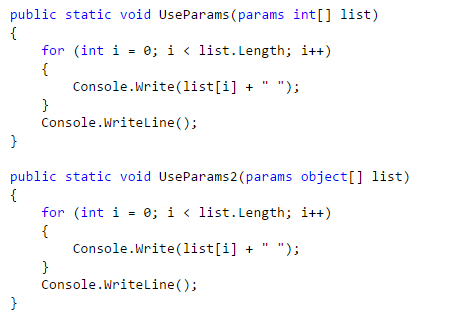 public static void UseParams(params int[] list)
{
    for (int i = 0; i < list.Length; i++)
    {
        Console.Write(list[i] + " ");
    }
    Console.WriteLine();
}

public static void UseParams2(params object[] list)
{
    for (int i = 0; i < list.Length; i++)
    {
        Console.Write(list[i] + " ");
    }
    Console.WriteLine();
}